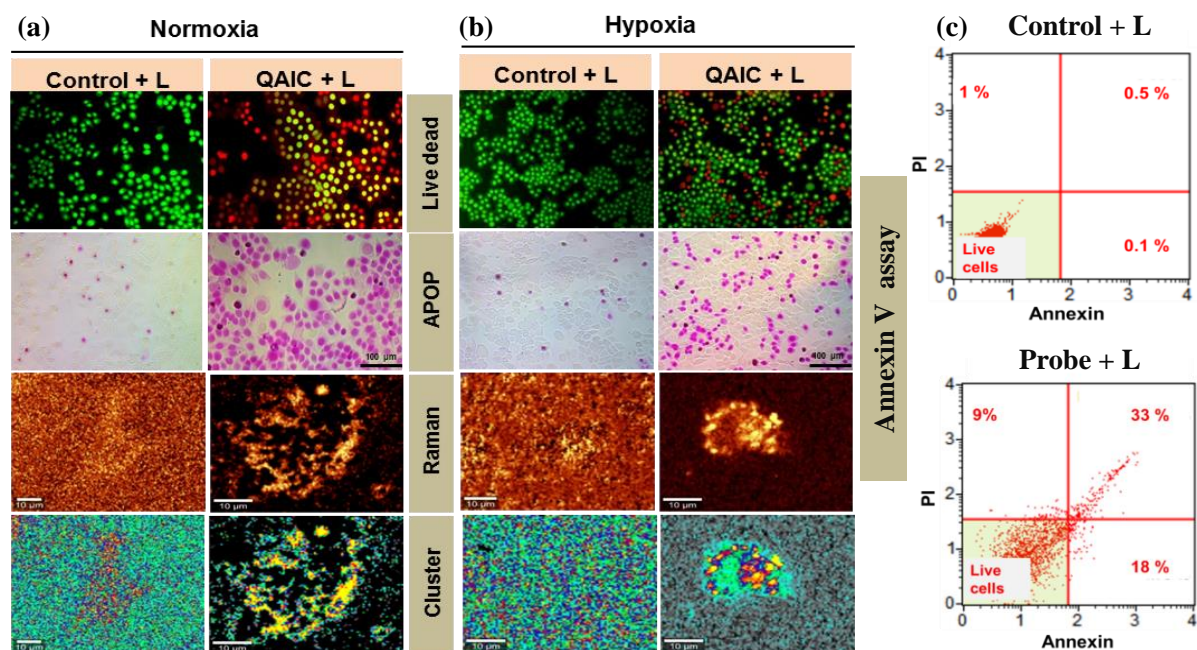 (a)
Normoxia
Control + L
QAIC + L
(b)
Hypoxia
Control + L
QAIC + L
Live dead
APOP
Raman
Cluster
100 µm
10 µm
10 µm
10 µm
10 µm
400 µm
10 µm
10 µm
10 µm
10 µm
Annexin V assay
(c)
Control + L
4
3
2
1
0
PI
1 %
0.5 %
0.1 %
Live
cells
0 1 2 3 4
Annexin
Probe + L
4
3
2
1
0
PI
9%
33 %
18 %
Live
cells
0 1 2 3 4
Annexin